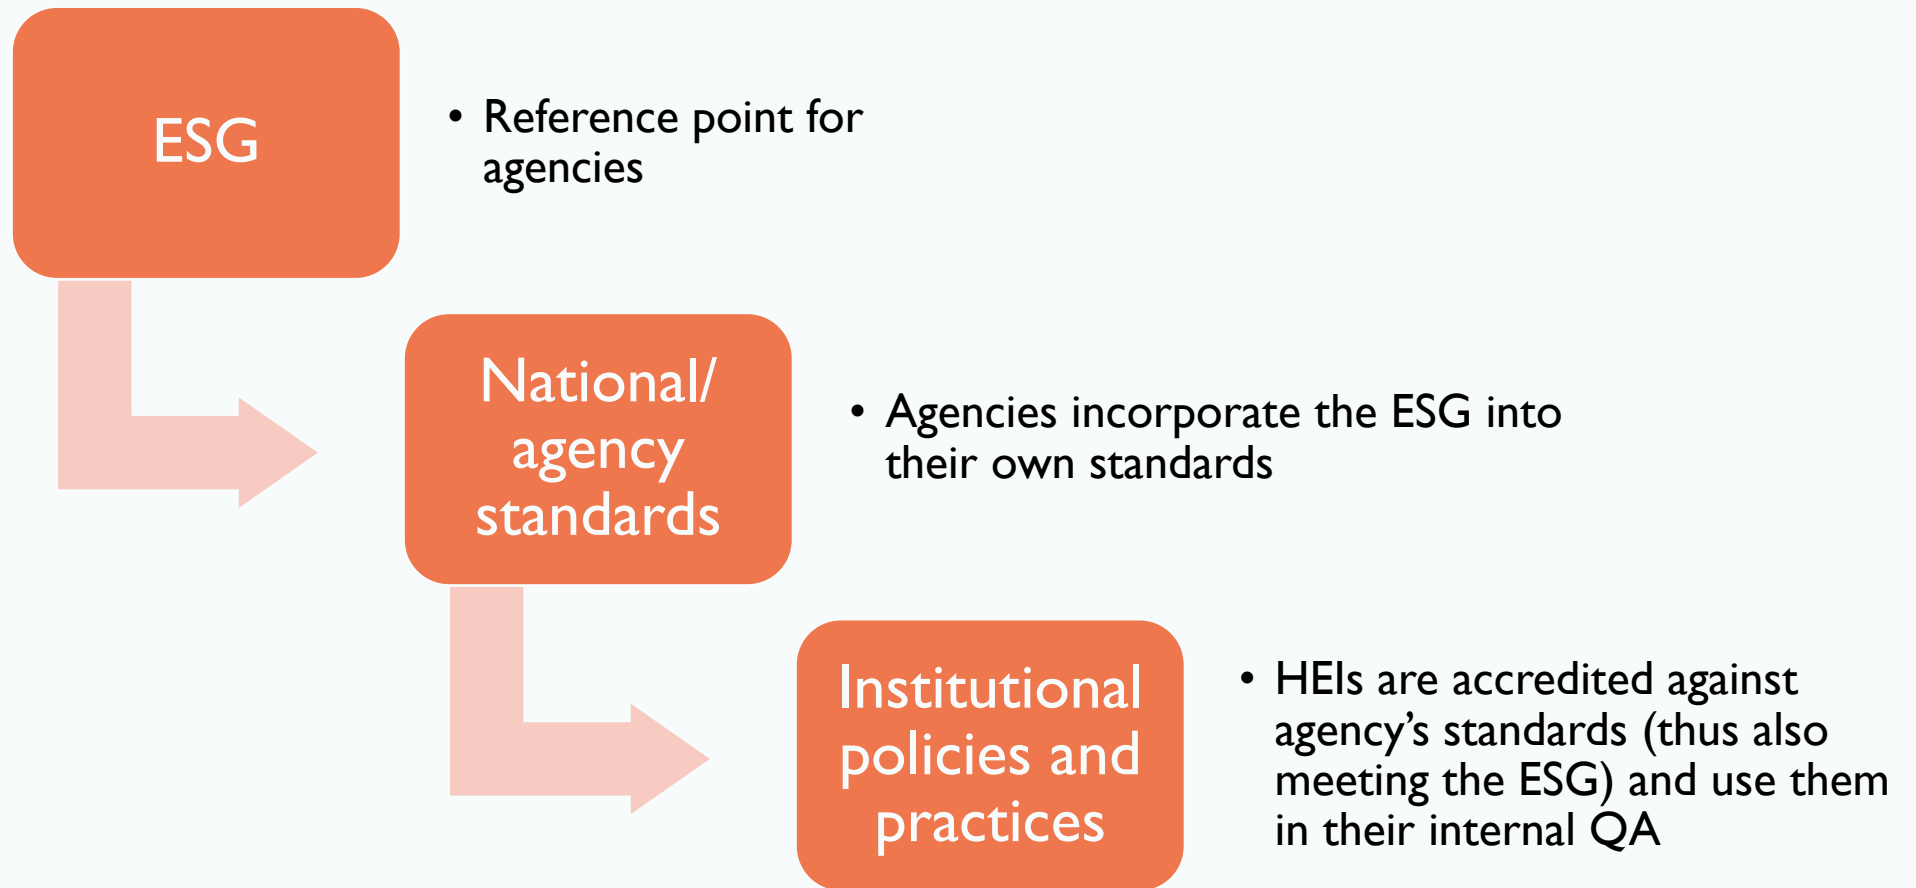 ESG
• Reference point for
agencies
National/
agency
standards
• Agencies incorporate the ESG into
their own standards
Institutional
policies and
practices
• HEIs are accredited against
agency’s standards (thus also
meeting the ESG) and use them
in their internal QA